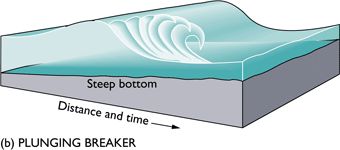 Steep bottom
Distance and time
(b) PLUNGING BREAKER